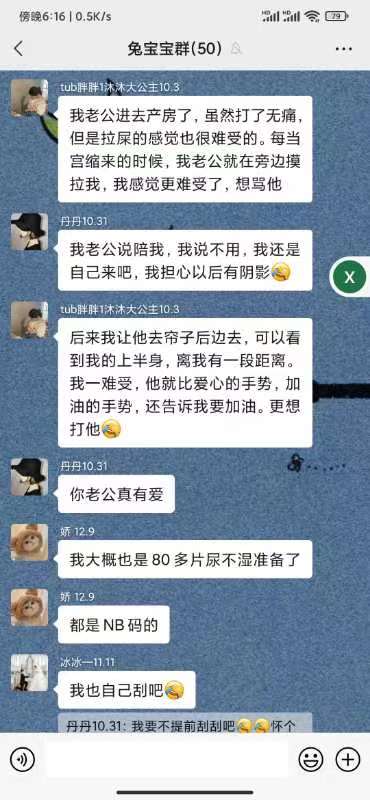 傍晚6:16 | 0.5K/s
HD
HD
79
兔宝宝群(50)
tub胖胖1沐沐大公主10.3
我老公进去产房了，虽然打了无痛，
但是拉屎的感觉也很难受的。每当
宫缩来的时候，我老公就在旁边摸
拉我，我感觉更难受了，想骂他
丹丹10.31
我老公说陪我，我说不用，我还是
自己来吧，我担心以后有阴影
X
tub胖胖1沐沐大公主10.3
后来我让他去帘子后边去，可以看
到我的上半身，离我有一段距离。
我一难受，他就比爱心的手势，加
油的手势，还告诉我要加油。更想
打他
丹丹10.31
你老公真有爱
娇 12.9
我大概也是 80 多片尿不湿准备了
娇 12.9
都是 NB 码的
冰冰—11.11
我也自己刮吧
丹丹10.31: 我要不提前刮刮吧怀个